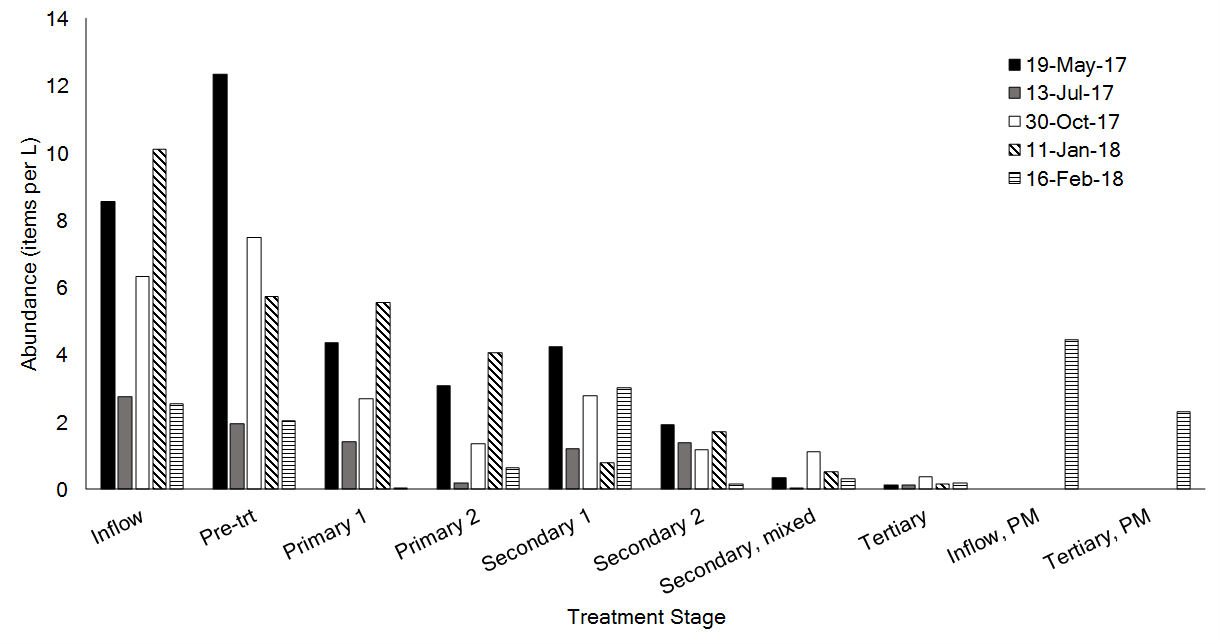 14
12
10
8
6
4
2
0
Abundance (items per L)
19-May-17
13-Jul-17
30-Oct-17
11-Jan-18
16-Feb-18
Inflow
Pre-trt
Primary 1
Primary 2
Secondary 1
Secondary 2
Secondary, mixed
Tertiary
Inflow, PM
Tertiary, PM
Treatment Stage